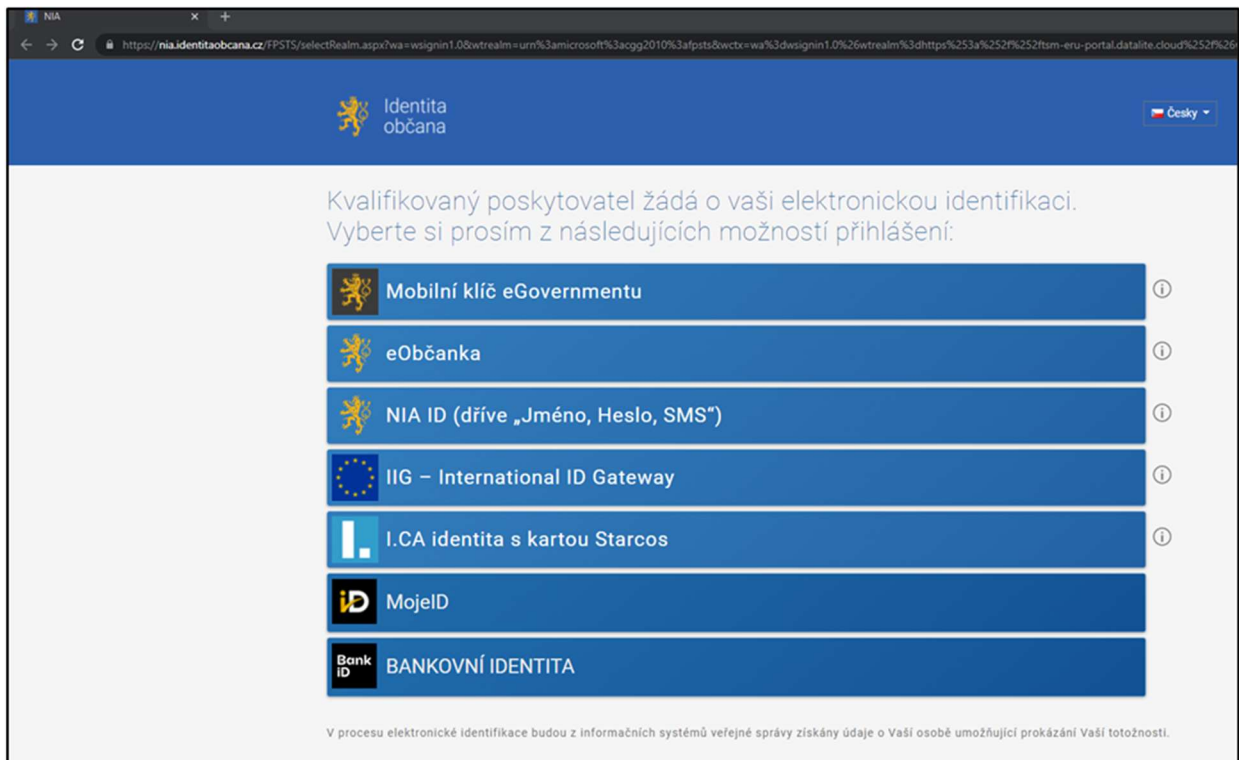 NIA
https://nia.identitaobcana.cz/FPSTS/selectRealm.aspx?wa=wsignin1.0&wtrealm=urn%3amicrosoft%3acgg2010%3afpsts&wctx=wa%3dwsignin1.0%26wtrealm%3dhttps%253a%252f%252ftsm-eru-portal.datalite.cloud%252f%26
Identita
občana
Česky
Kvalifikovaný poskytovatel žádá o vaši elektronickou identifikaci.
Vyberte si prosím z následujících možností přihlášení:
Mobilní klíč eGovernmentu
eObčanka
NIA ID (dříve „Jméno, Heslo, SMS“)
IIG – International ID Gateway
I.
I.CA identita s kartou Starcos
iD
MojeID
Bank
iD
BANKOVNÍ IDENTITA
V procesu elektronické identifikace budou z informačních systémů veřejné správy získány údaje o Vaší osobě umožňující prokázání Vaší totožnosti.